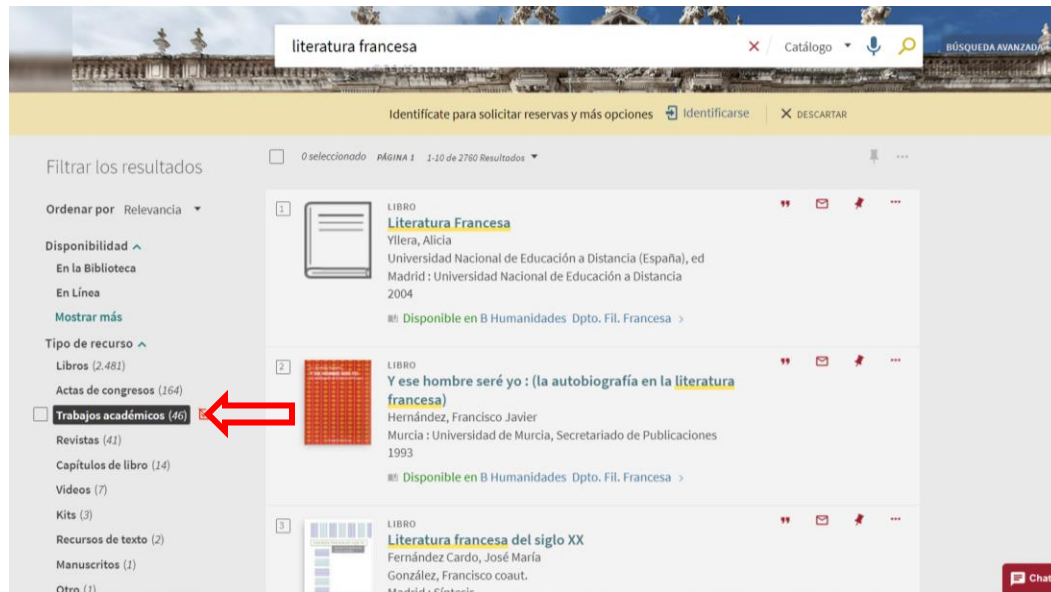 literatura francesa
Catálogo
BÚSQUEDA AVANZADA
Identifícate para solicitar reservas y más opciones Identificarse DESCARTAR
Filtrar los resultados
0 seleccionado PÁGINA 1 1-10 de 2760 Resultados
Ordenar por Relevancia
Disponibilidad
En la Biblioteca
En Línea
Mostrar más
Tipo de recurso
Libros (2.481)
Actas de congresos (164)
Trabajos académicos (46)
Revistas (41)
Capítulos de libro (14)
Videos (7)
Kits (3)
Recursos de texto (2)
Manuscritos (1)
Otro (1)
1
LIBRO
Literatura Francesa
Yllera, Alicia
Universidad Nacional de Educación a Distancia (España), ed
Madrid : Universidad Nacional de Educación a Distancia
2004
Disponible en B Humanidades Dpto. Fil. Francesa >
2
LIBRO
Y ese hombre seré yo : (la autobiografía en la literatura
francesa)
Hernández, Francisco Javier
Murcia : Universidad de Murcia, Secretariado de Publicaciones
1993
Disponible en B Humanidades Dpto. Fil. Francesa >
3
LIBRO
Literatura francesa del siglo XX
Fernández Cardo, José María
González, Francisco coaut.
Madrid : Síntesis
Chat